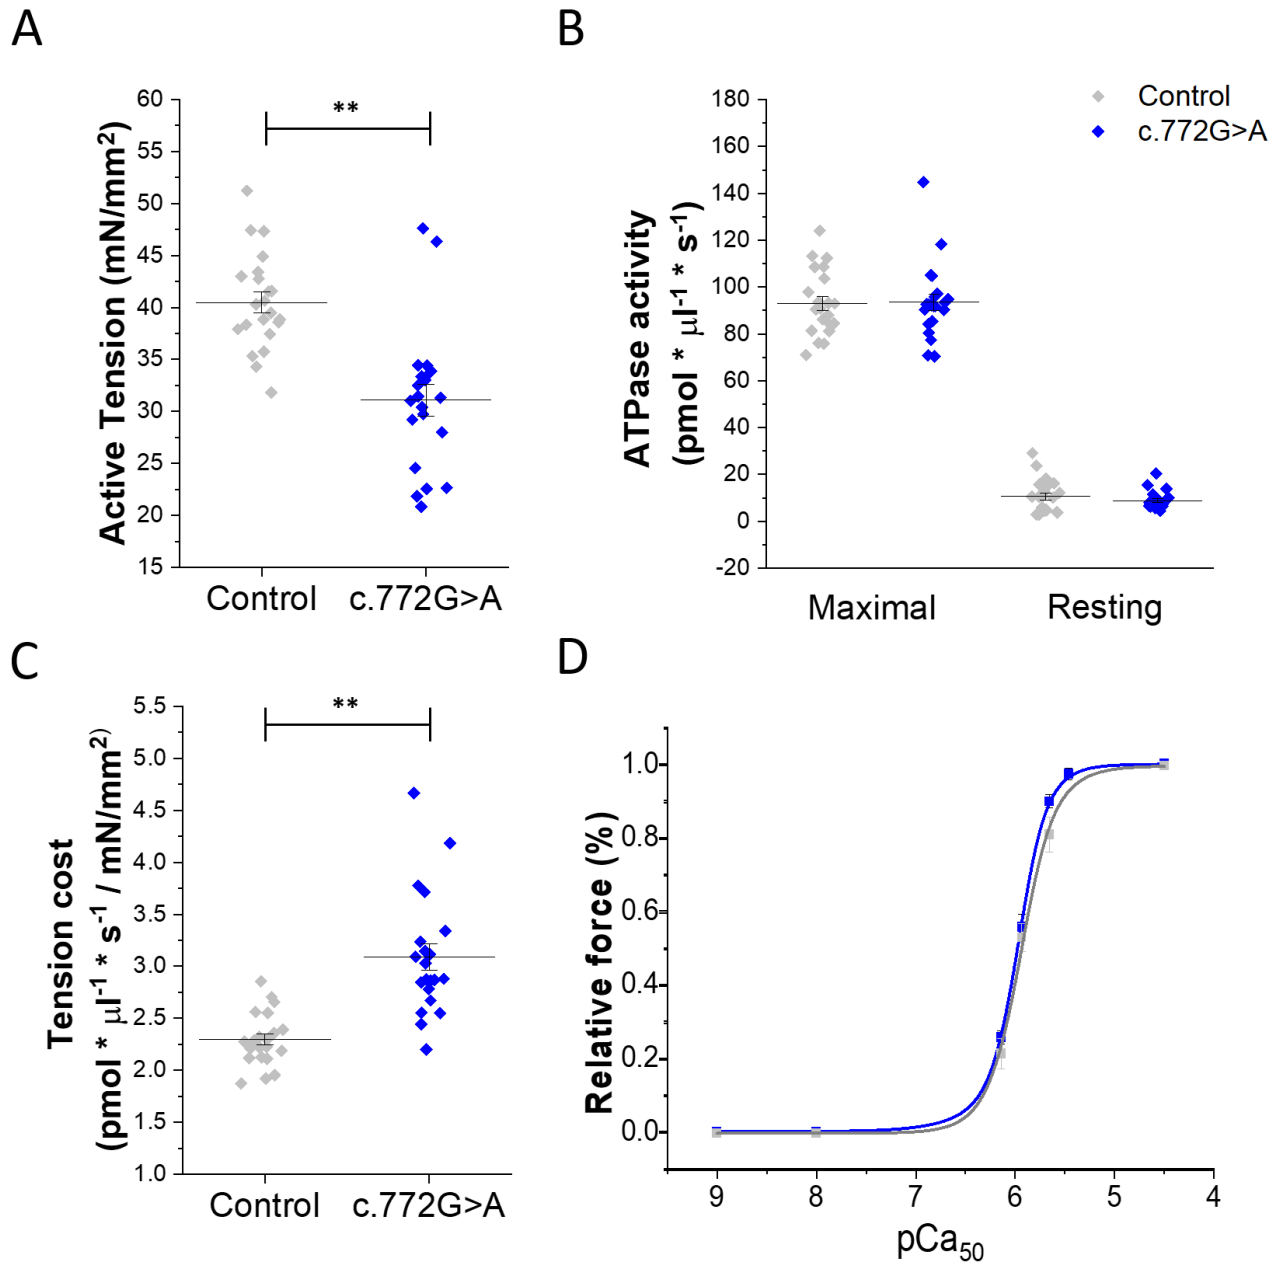 A
Active Tension (mN/mm²)
60
55
50
45
40
35
30
25
20
15
**
Control
c.772G>A
B
ATPase activity
(pmol * μl⁻¹ * s⁻¹)
180
160
140
120
100
80
60
40
20
0
-20
Control
c.772G>A
Maximal
Resting
C
Tension cost
(pmol * μl⁻¹ * s⁻¹ / mN/mm²)
5.5
5.0
4.5
4.0
3.5
3.0
2.5
2.0
1.5
1.0
**
Control
c.772G>A
D
Relative force (%)
1.0
0.8
0.6
0.4
0.2
0.0
9 8 7 6 5 4
pCa₅₀